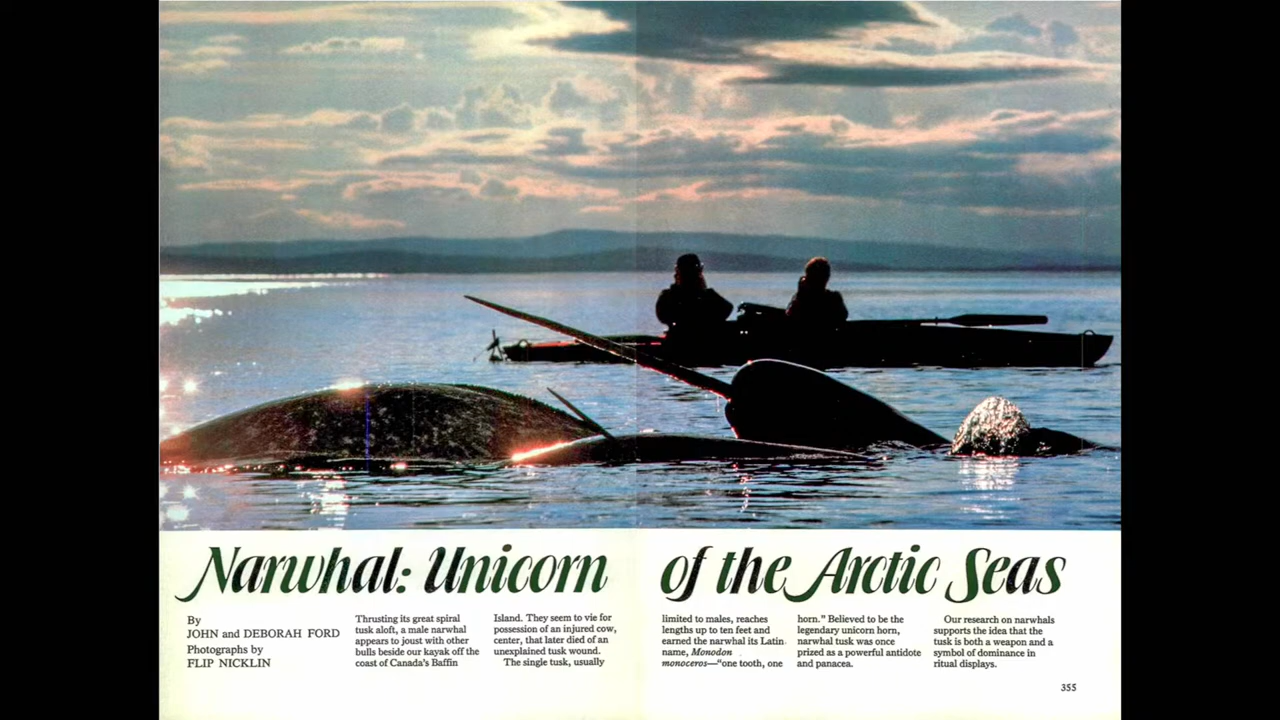 Narwhal: Unicorn of the Arctic Seas
By
JOHN and DEBORAH FORD
Photographs by
FLIP NICKLIN
Thrusting its great spiral
tusk aloft, a male narwhal
appears to joust with other
bulls beside our kayak off the
coast of Canada's Baffin
Island. They seem to vie for
possession of an injured cow,
center, that later died of an
unexplained tusk wound.
The single tusk, usually
limited to males, reaches
lengths up to ten feet and
earned the narwhal its Latin
name, Monodon
monoceros—"one tooth, one
horn." Believed to be the
legendary unicorn horn,
narwhal tusk was once
prized as a powerful antidote
and panacea.
Our research on narwhals
supports the idea that the
tusk is both a weapon and a
symbol of dominance in
ritual displays.
355